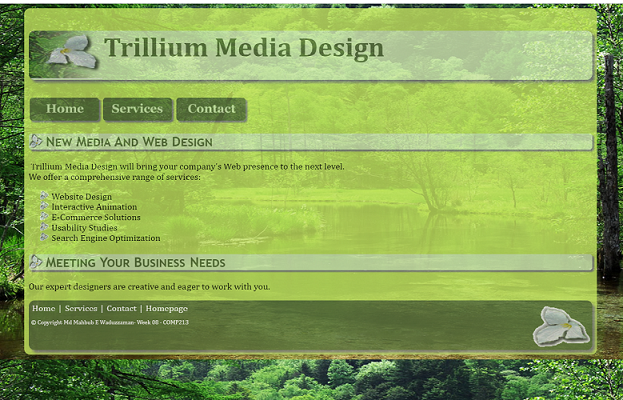 Trillium Media Design
Home Services Contact
New Media And Web Design
Trillium Media Design will bring your company's Web presence to the next level.
We offer a comprehensive range of services:
Website Design
Interactive Animation
E-Commerce Solutions
Usability Studies
Search Engine Optimization
Meeting Your Business Needs
Our expert designers are creative and eager to work with you.
Home | Services | Contact | Homepage
© Copyright Md Mahbub E Waduzzaman- Week 08 - COMP213